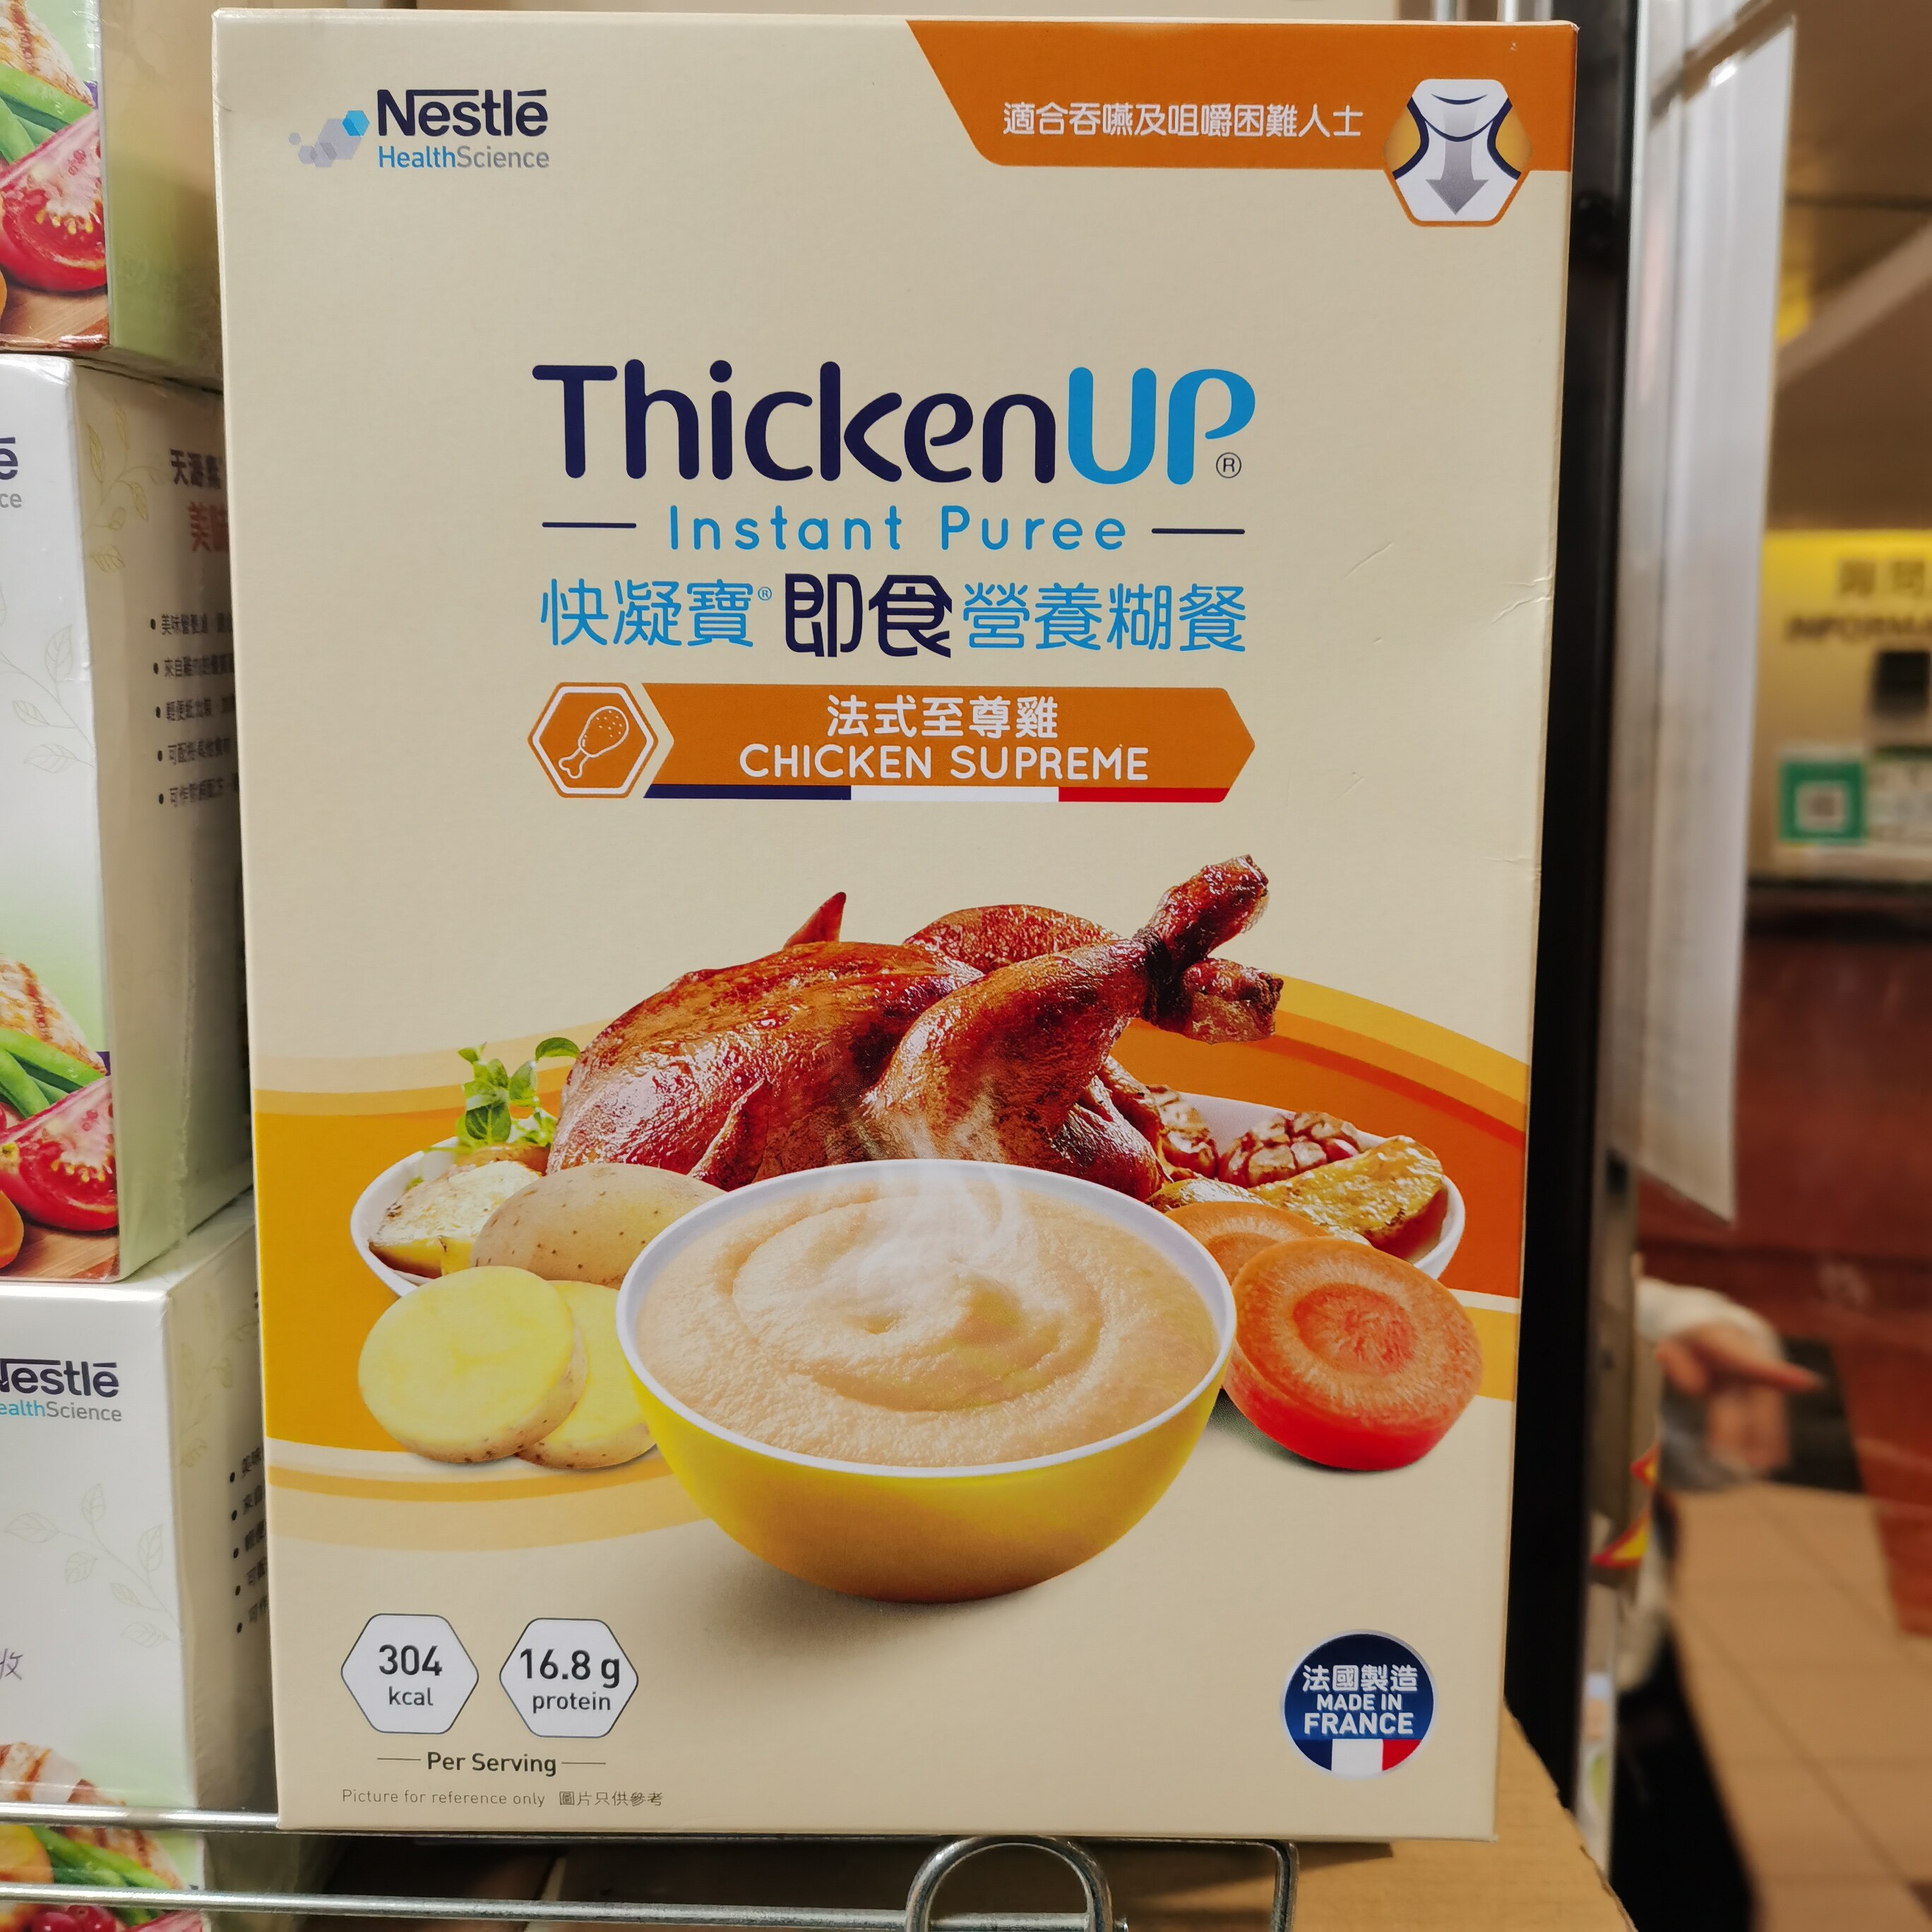 Nestlé
HealthScience
適合吞嚥及咀嚼困難人士
ThickenUP®
Instant Puree
快凝寶®即食營養糊餐
法式至尊雞
CHICKEN SUPREME
304
kcal
16.8 g
protein
Per Serving
Picture for reference only 圖片只供參考
法國製造
MADE IN
FRANCE
Nestlé
HealthScience